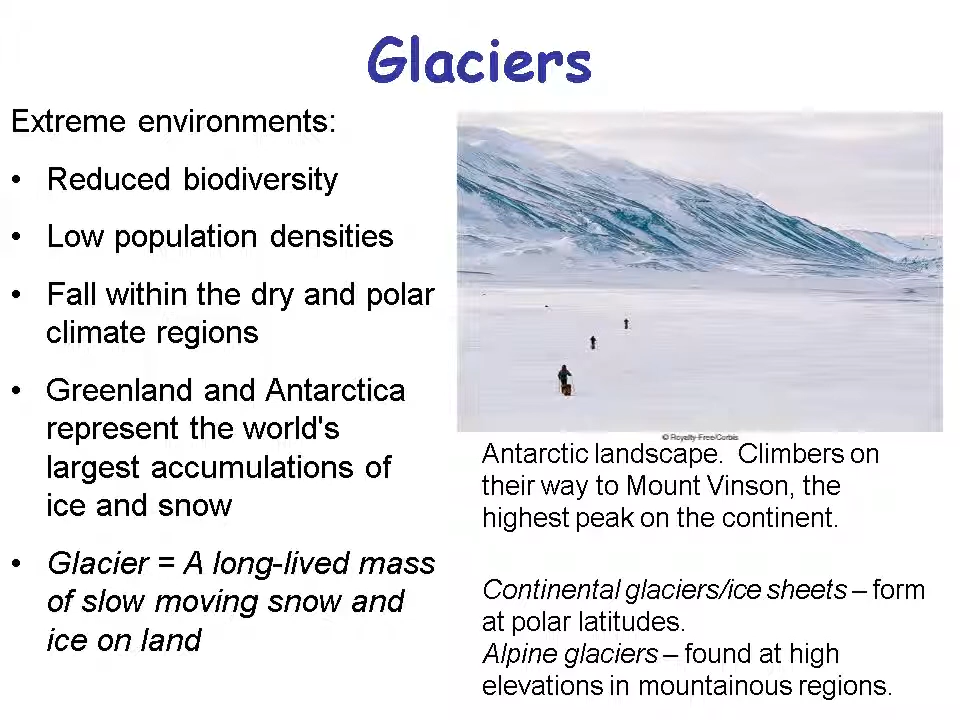 Glaciers
Extreme environments:
• Reduced biodiversity
• Low population densities
• Fall within the dry and polar
climate regions
• Greenland and Antarctica
represent the world's
largest accumulations of
ice and snow
• Glacier = A long-lived mass
of slow moving snow and
ice on land
© Royalty-Free/Corbis
Antarctic landscape. Climbers on
their way to Mount Vinson, the
highest peak on the continent.
Continental glaciers/ice sheets – form
at polar latitudes.
Alpine glaciers – found at high
elevations in mountainous regions.